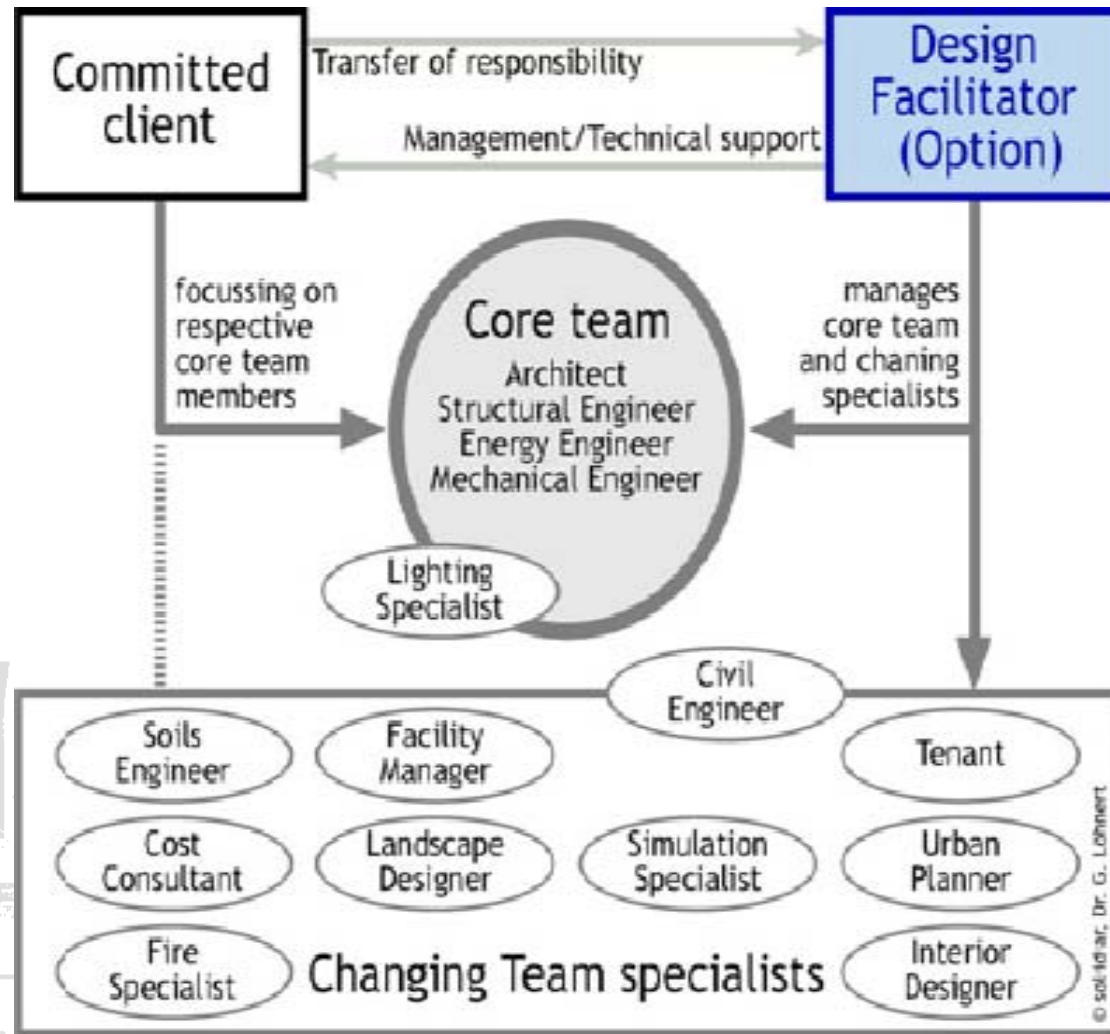 Committed
client
Transfer of responsibility
Management/Technical support
Design
Facilitator
(Option)
focussing on
respective
core team
members
Core team
Architect
Structural Engineer
Energy Engineer
Mechanical Engineer
manages
core team
and chaning
specialists
Lighting
Specialist
Civil
Engineer
Soils
Engineer
Facility
Manager
Tenant
Cost
Consultant
Landscape
Designer
Simulation
Specialist
Urban
Planner
Fire
Specialist
Changing Team specialists
Interior
Designer
© sol·id·ar, Dr. G. Löhnert